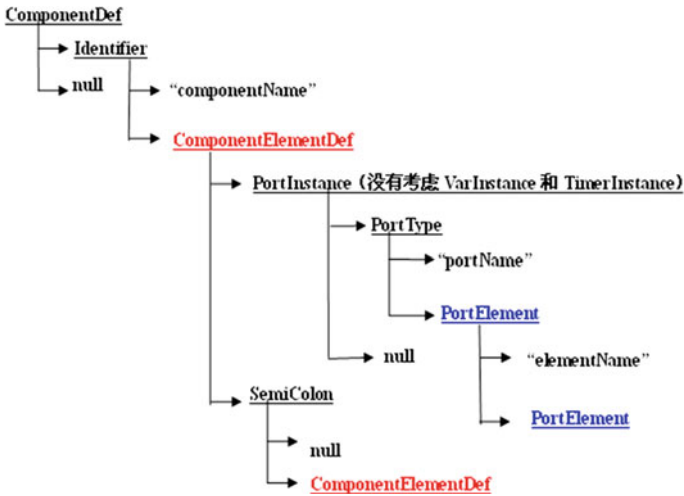 ComponentDef
Identifier
null
“componentName”
ComponentElementDef
PortInstance（没有考虑 VarInstance 和 TimerInstance）
PortType
“portName”
PortElement
null
“elementName”
SemiColon
PortElement
null
ComponentElementDef